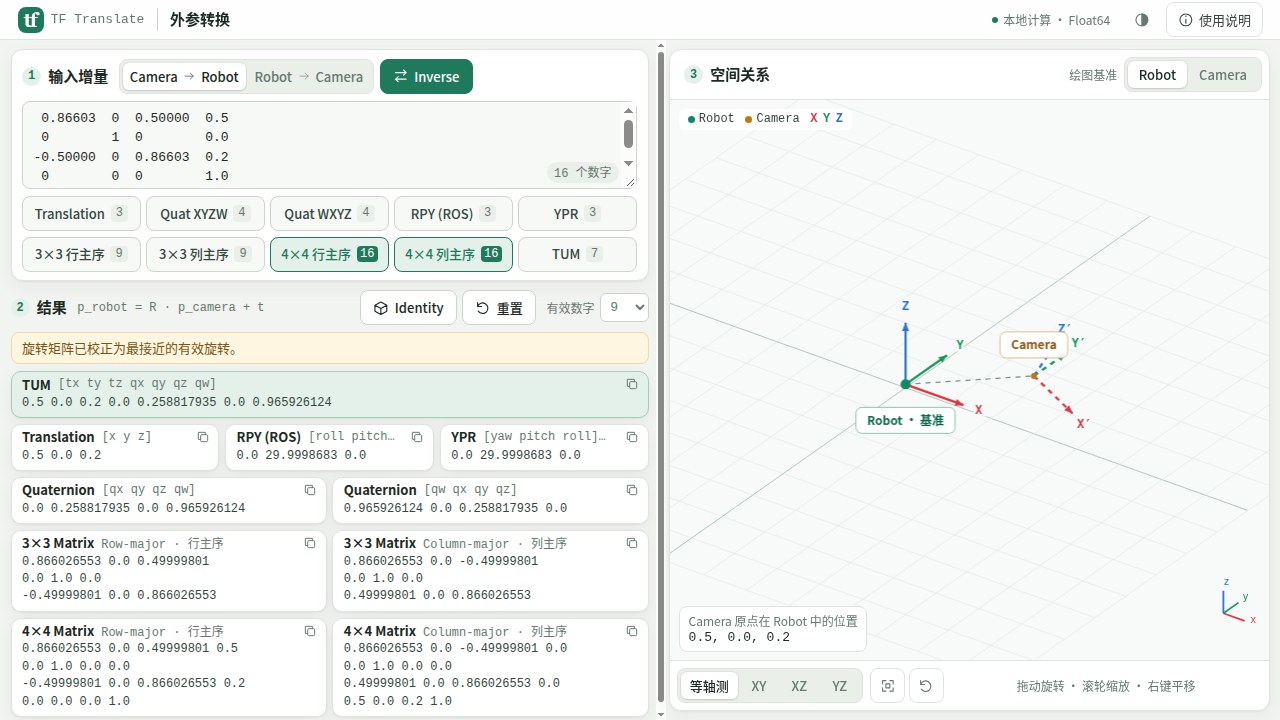 tf TF Translate 外参转换
本地计算 · Float64
使用说明
1 输入增量 Camera → Robot Robot → Camera Inverse
0.86603 0 0.50000 0.5
0 1 0 0.0
-0.50000 0 0.86603 0.2
0 0 0 1.0
16 个数字
Translation 3 Quat XYZW 4 Quat WXYZ 4 RPY (ROS) 3 YPR 3
3×3 行主序 9 3×3 列主序 9 4×4 行主序 16 4×4 列主序 16 TUM 7
2 结果 p_robot = R · p_camera + t Identity 重置 有效数字 9
旋转矩阵已校正为最接近的有效旋转。
TUM [tx ty tz qx qy qz qw]
0.5 0.0 0.2 0.0 0.258817935 0.0 0.965926124
Translation [x y z]
0.5 0.0 0.2
RPY (ROS) [roll pitch…
0.0 29.9998683 0.0
YPR [yaw pitch roll]…
0.0 29.9998683 0.0
Quaternion [qx qy qz qw]
0.0 0.258817935 0.0 0.965926124
Quaternion [qw qx qy qz]
0.965926124 0.0 0.258817935 0.0
3×3 Matrix Row-major · 行主序
0.866026553 0.0 0.49999801
0.0 1.0 0.0
-0.49999801 0.0 0.866026553
3×3 Matrix Column-major · 列主序
0.866026553 0.0 -0.49999801
0.0 1.0 0.0
0.49999801 0.0 0.866026553
4×4 Matrix Row-major · 行主序
0.866026553 0.0 0.49999801 0.5
0.0 1.0 0.0 0.0
-0.49999801 0.0 0.866026553 0.2
0.0 0.0 0.0 1.0
4×4 Matrix Column-major · 列主序
0.866026553 0.0 -0.49999801 0.0
0.0 1.0 0.0 0.0
0.49999801 0.0 0.866026553 0.0
0.5 0.0 0.2 1.0
3 空间关系 绘图基准 Robot Camera
Robot Camera X Y Z
Z
Y
X
Robot · 基准
Camera
Z′
Y′
X′
z
y
x
Camera 原点在 Robot 中的位置
0.5, 0.0, 0.2
等轴测 XY XZ YZ
拖动旋转 · 滚轮缩放 · 右键平移